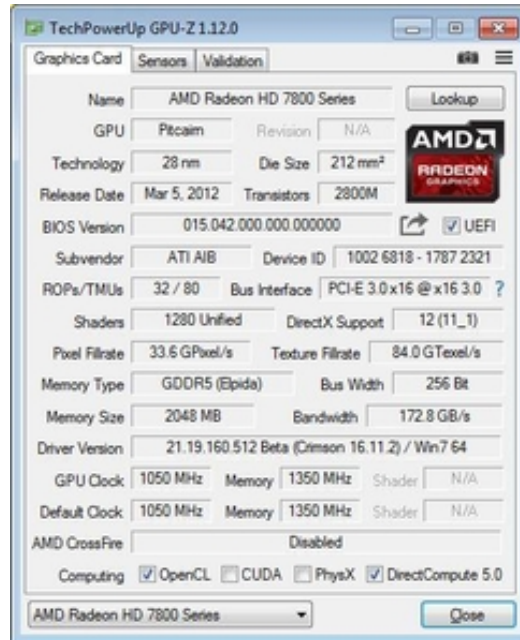 TechPowerUp GPU-Z 1.12.0
Graphics Card Sensors Validation
Name AMD Radeon HD 7800 Series Lookup
GPU Pitcairn Revision N/A
AMD
RADEON
GRAPHICS
Technology 28 nm Die Size 212 mm²
Release Date Mar 5, 2012 Transistors 2800M
BIOS Version 015.042.000.000.000000 UEFI
Subvendor ATI AIB Device ID 1002 6818 - 1787 2321
ROPs/TMUs 32 / 80 Bus Interface PCI-E 3.0 x16 @ x16 3.0 ?
Shaders 1280 Unified DirectX Support 12 (11_1)
Pixel Fillrate 33.6 GPixel/s Texture Fillrate 84.0 GTexel/s
Memory Type GDDR5 (Elpida) Bus Width 256 Bit
Memory Size 2048 MB Bandwidth 172.8 GB/s
Driver Version 21.19.160.512 Beta (Crimson 16.11.2) / Win7 64
GPU Clock 1050 MHz Memory 1350 MHz Shader N/A
Default Clock 1050 MHz Memory 1350 MHz Shader N/A
AMD CrossFire Disabled
Computing OpenCL CUDA PhysX DirectCompute 5.0
AMD Radeon HD 7800 Series Close